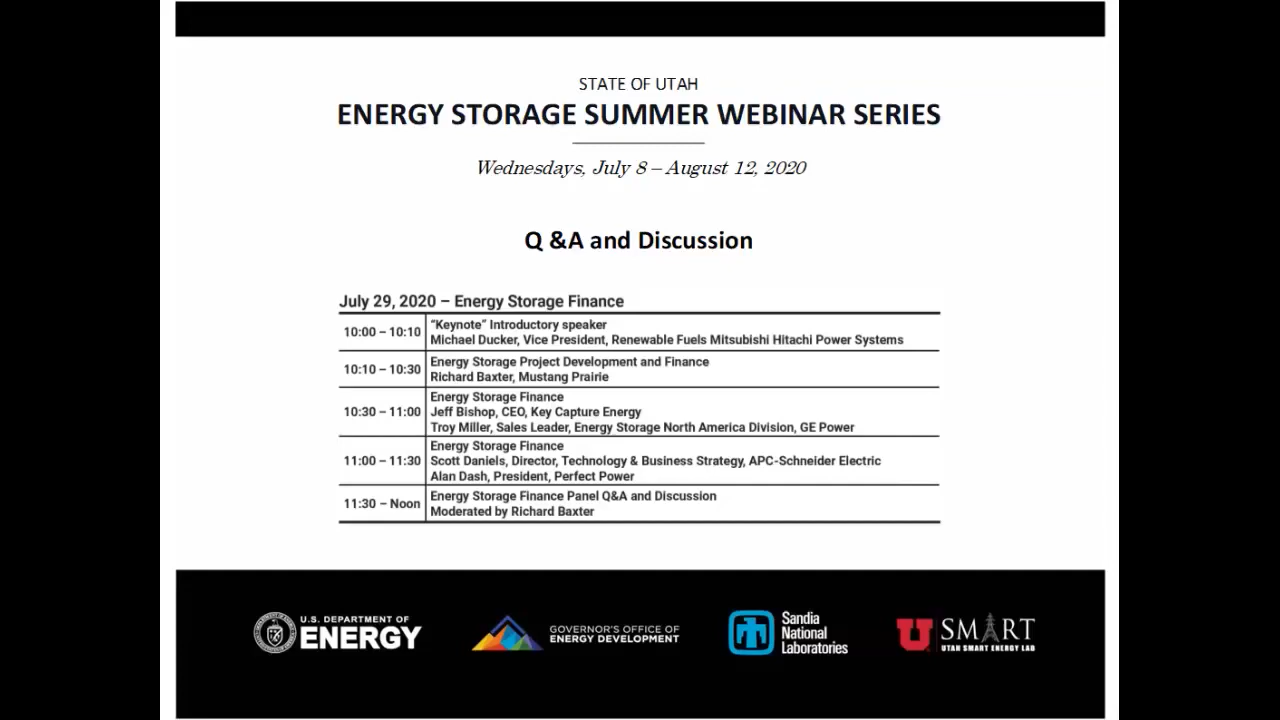 STATE OF UTAH
ENERGY STORAGE SUMMER WEBINAR SERIES
Wednesdays, July 8 – August 12, 2020
Q &A and Discussion
July 29, 2020 – Energy Storage Finance
10:00 – 10:10
"Keynote" Introductory speaker
Michael Ducker, Vice President, Renewable Fuels Mitsubishi Hitachi Power Systems
10:10 – 10:30
Energy Storage Project Development and Finance
Richard Baxter, Mustang Prairie
10:30 – 11:00
Energy Storage Finance
Jeff Bishop, CEO, Key Capture Energy
Troy Miller, Sales Leader, Energy Storage North America Division, GE Power
11:00 – 11:30
Energy Storage Finance
Scott Daniels, Director, Technology & Business Strategy, APC-Schneider Electric
Alan Dash, President, Perfect Power
11:30 – Noon
Energy Storage Finance Panel Q&A and Discussion
Moderated by Richard Baxter
U.S. DEPARTMENT OF
ENERGY
GOVERNOR'S OFFICE OF
ENERGY DEVELOPMENT
Sandia
National
Laboratories
U SMART
UTAH SMART ENERGY LAB